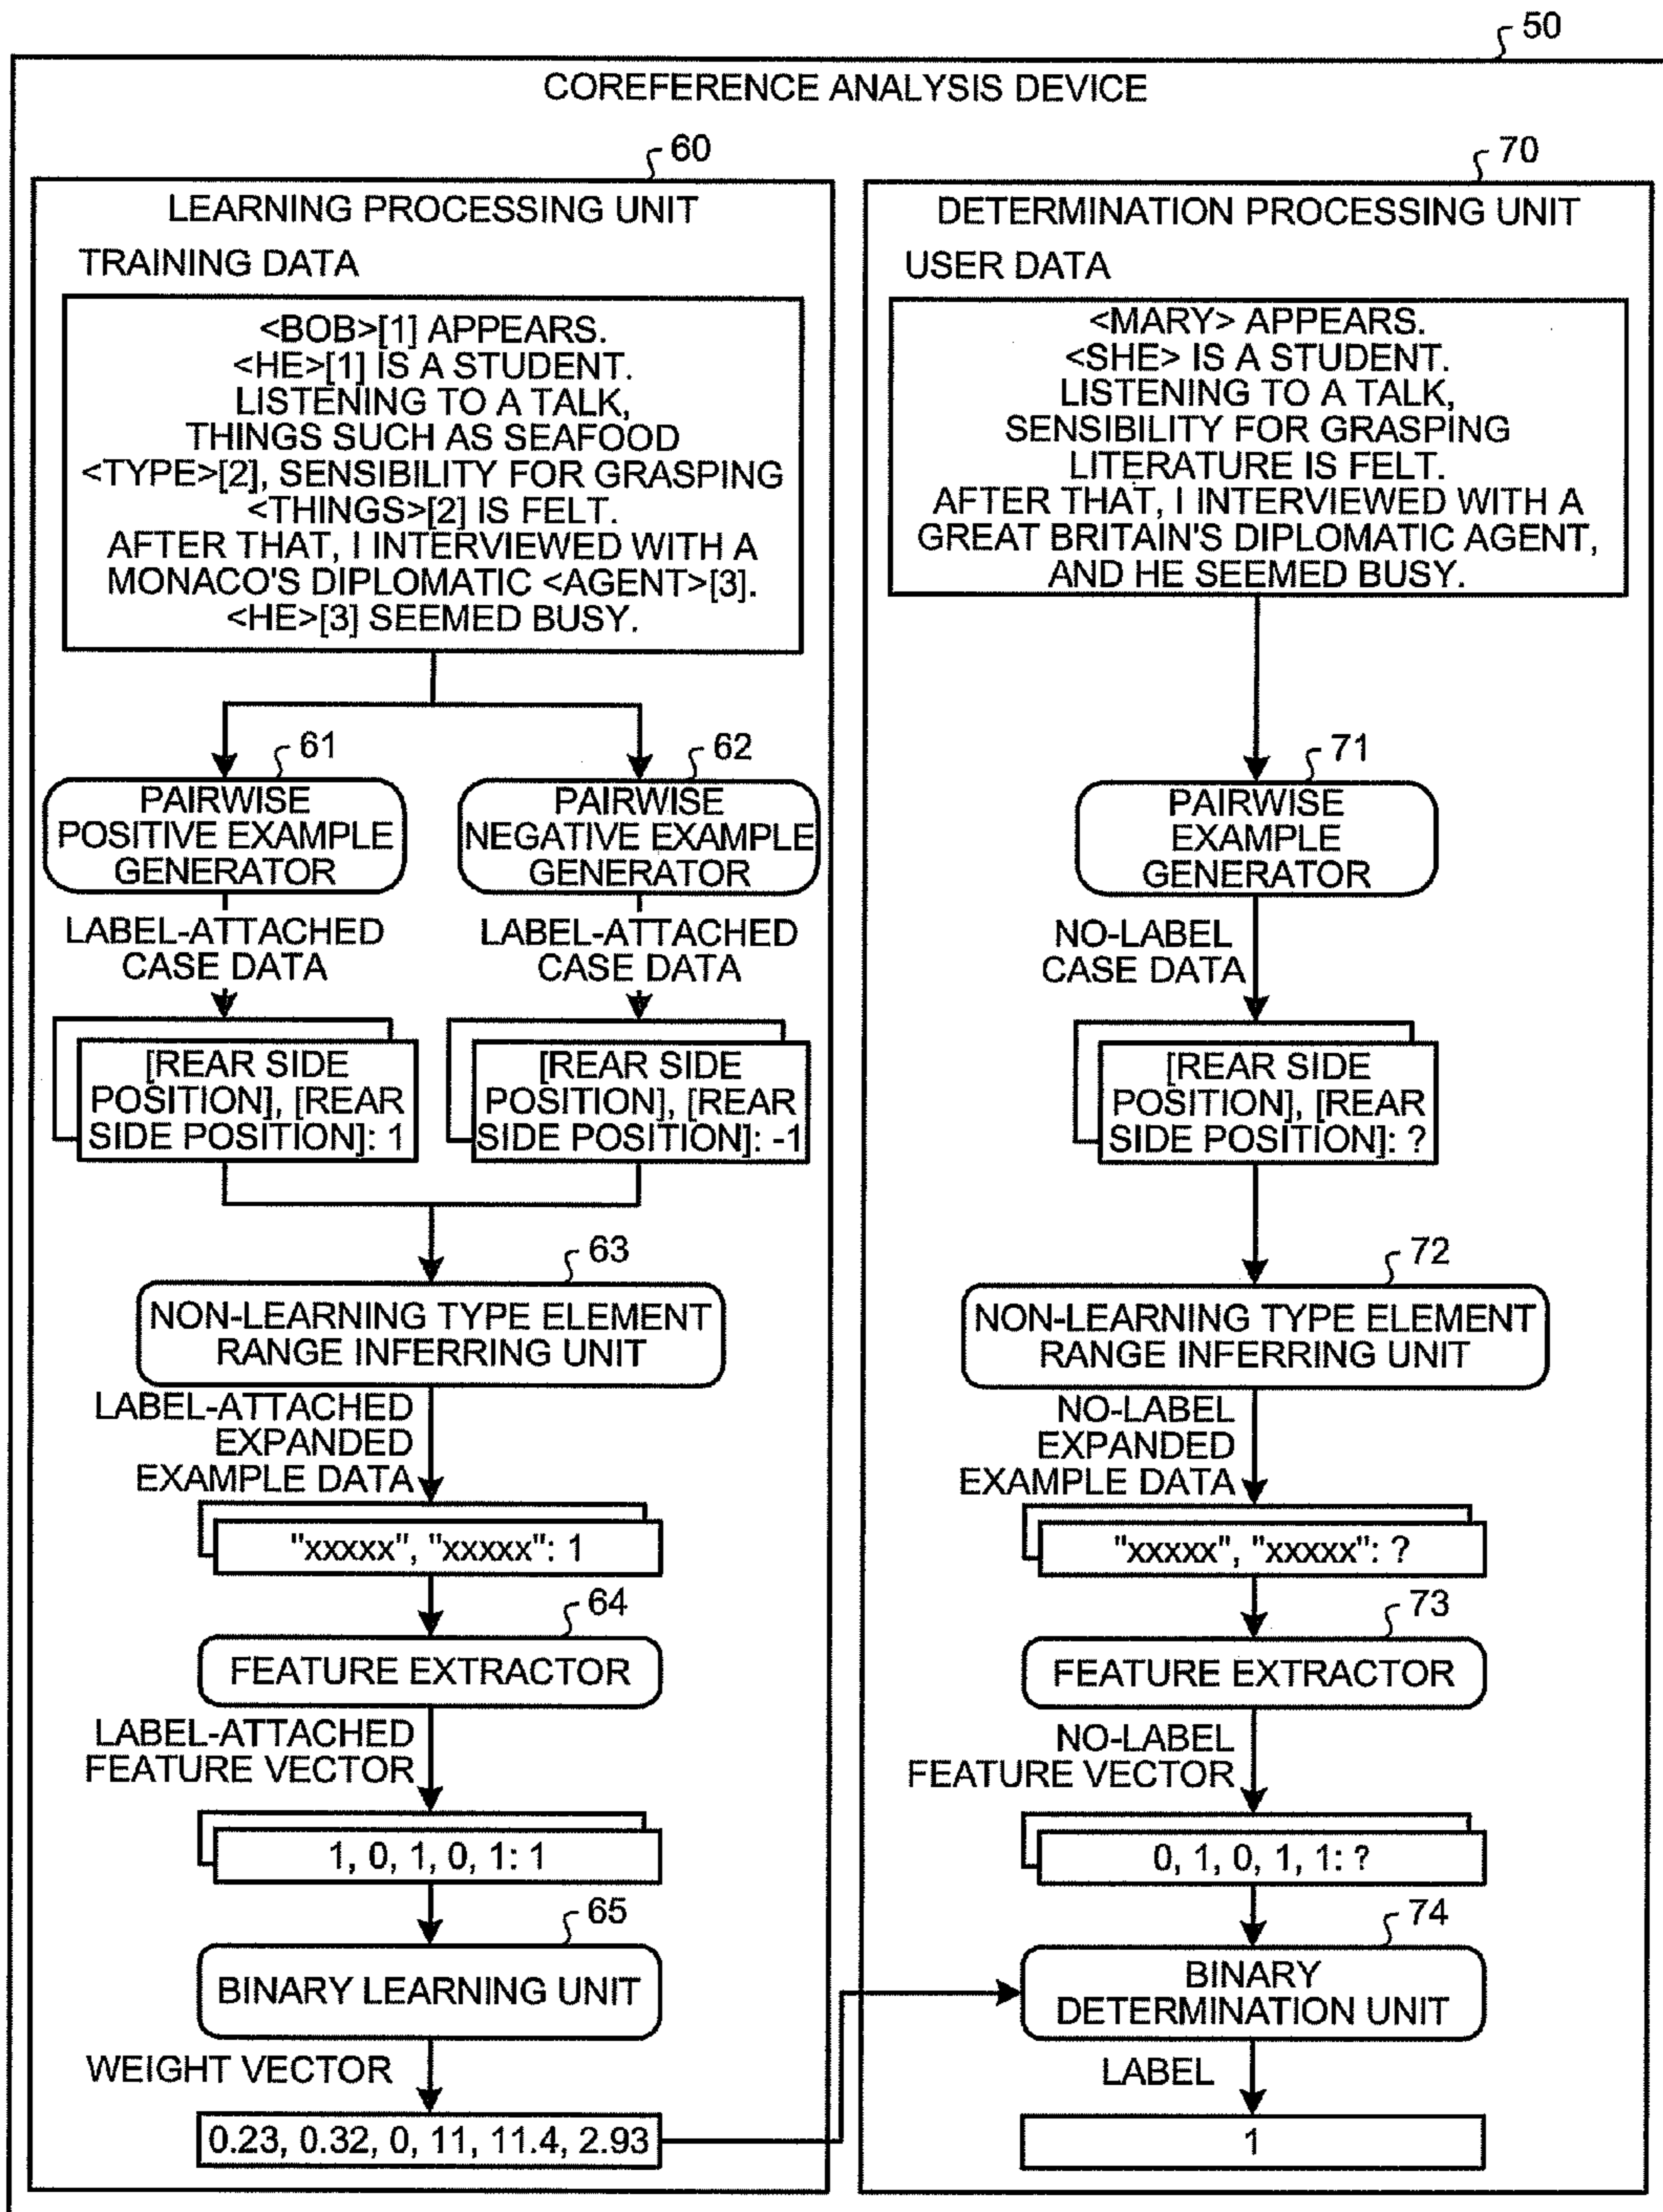 50
COREFERENCE ANALYSIS DEVICE
60
LEARNING PROCESSING UNIT
TRAINING DATA
<BOB>[1] APPEARS.
<HE>[1] IS A STUDENT.
LISTENING TO A TALK,
THINGS SUCH AS SEAFOOD
<TYPE>[2], SENSIBILITY FOR GRASPING
<THINGS>[2] IS FELT.
AFTER THAT, I INTERVIEWED WITH A
MONACO'S DIPLOMATIC <AGENT>[3].
<HE>[3] SEEMED BUSY.
61
PAIRWISE
POSITIVE EXAMPLE
GENERATOR
62
PAIRWISE
NEGATIVE EXAMPLE
GENERATOR
LABEL-ATTACHED
CASE DATA
LABEL-ATTACHED
CASE DATA
[REAR SIDE
POSITION], [REAR
SIDE POSITION]: 1
[REAR SIDE
POSITION], [REAR
SIDE POSITION]: -1
63
NON-LEARNING TYPE ELEMENT
RANGE INFERRING UNIT
LABEL-ATTACHED
EXPANDED
EXAMPLE DATA
"xxxxx", "xxxxx": 1
64
FEATURE EXTRACTOR
LABEL-ATTACHED
FEATURE VECTOR
1, 0, 1, 0, 1: 1
65
BINARY LEARNING UNIT
WEIGHT VECTOR
0.23, 0.32, 0, 11, 11.4, 2.93
70
DETERMINATION PROCESSING UNIT
USER DATA
<MARY> APPEARS.
<SHE> IS A STUDENT.
LISTENING TO A TALK,
SENSIBILITY FOR GRASPING
LITERATURE IS FELT.
AFTER THAT, I INTERVIEWED WITH A
GREAT BRITAIN'S DIPLOMATIC AGENT,
AND HE SEEMED BUSY.
71
PAIRWISE
EXAMPLE
GENERATOR
NO-LABEL
CASE DATA
[REAR SIDE
POSITION], [REAR
SIDE POSITION]: ?
72
NON-LEARNING TYPE ELEMENT
RANGE INFERRING UNIT
NO-LABEL
EXPANDED
EXAMPLE DATA
"xxxxx", "xxxxx": ?
73
FEATURE EXTRACTOR
NO-LABEL
FEATURE VECTOR
0, 1, 0, 1, 1: ?
74
BINARY
DETERMINATION UNIT
LABEL
1